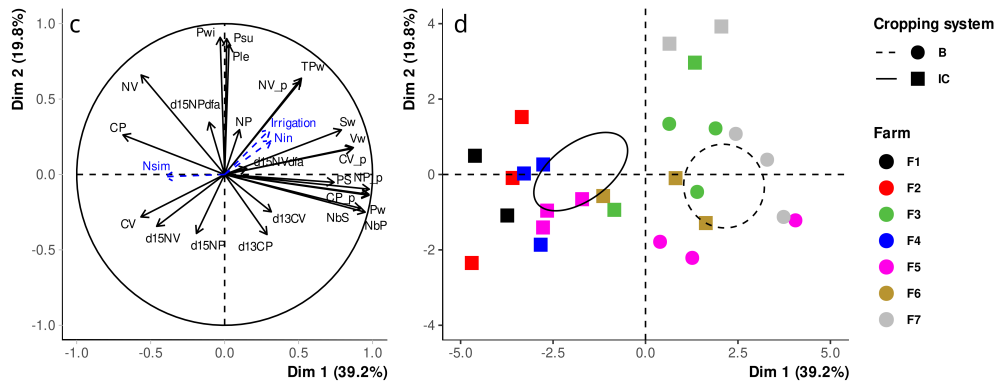 c
Dim 2 (19.8%)
1.0
0.5
0.0
-0.5
-1.0
Pwi
Psu
Ple
TPw
NV
NV_p
d15NPdfa
CP
NP
Irrigation
Nin
Sw
Vw
Nsim
d15NVdfa
CV_p
PS
NP_p
CP_p
Pw
NbS
NbP
CV
d15NV
d15NP
d13CV
d13CP
-1.0
-0.5
0.0
0.5
1.0
Dim 1 (39.2%)
d
Dim 2 (19.8%)
4
2
0
-2
-4
-5.0
-2.5
0.0
2.5
5.0
Dim 1 (39.2%)
Cropping system
B
IC
Farm
F1
F2
F3
F4
F5
F6
F7